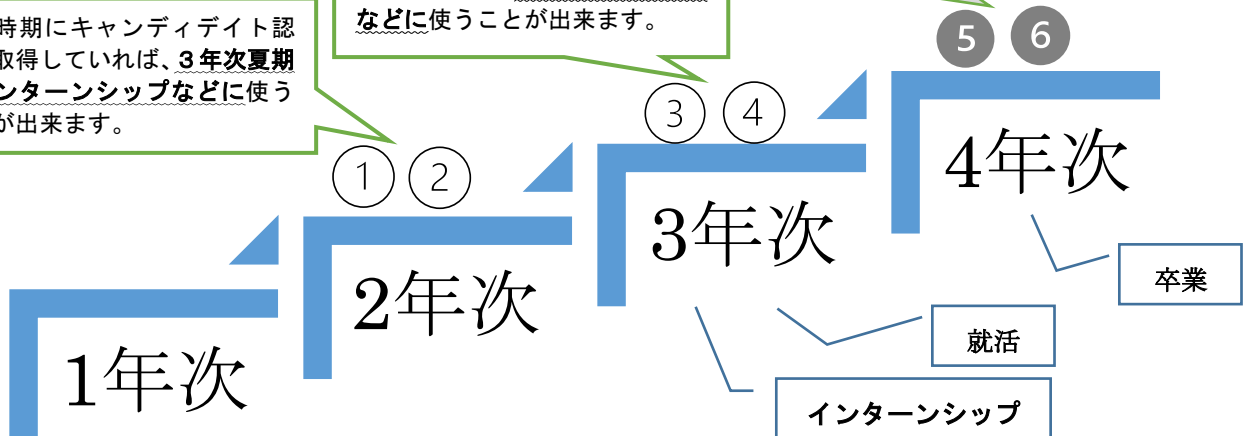 時期にキャンディデイト認
取得していれば、３年次夏期
ンターンシップなどに使う
が出来ます。
などに使うことが出来ます。
⑤ ⑥
③ ④
① ②
4年次
3年次
2年次
1年次
卒業
就活
インターンシップ